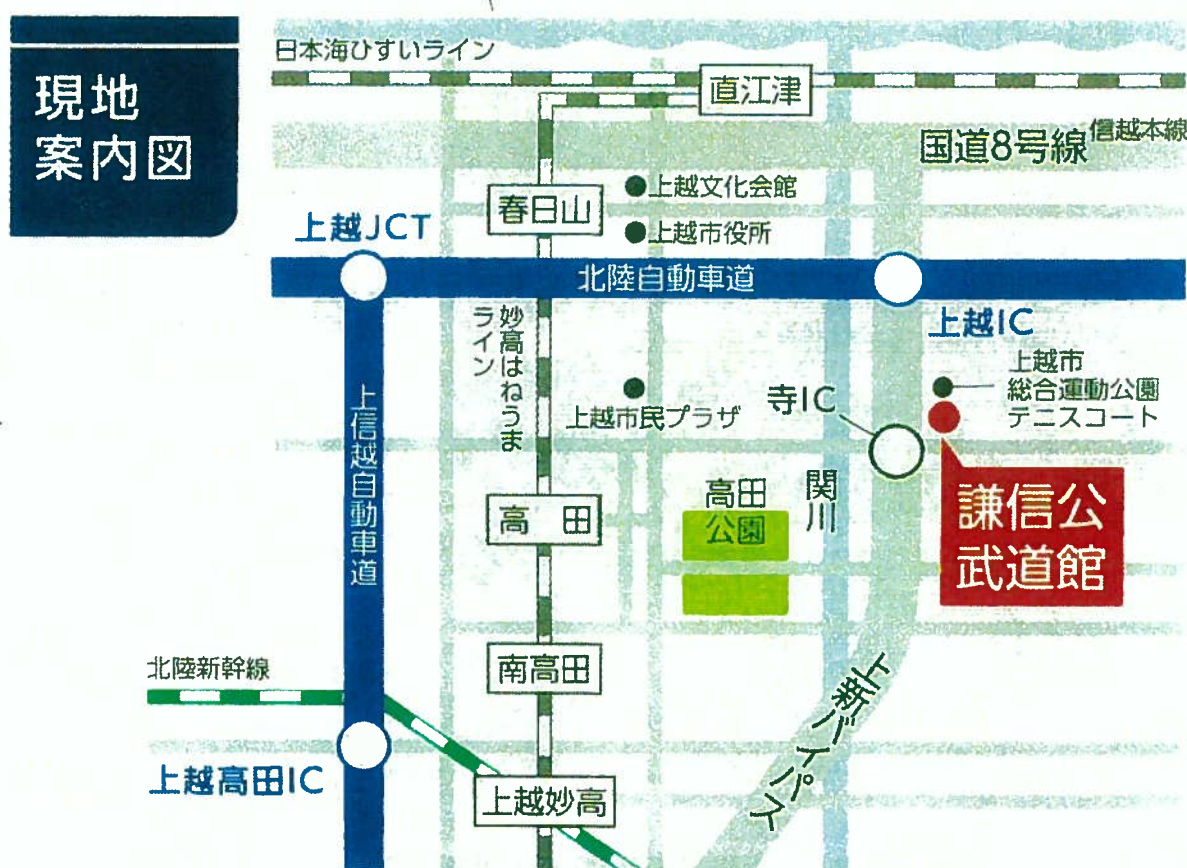 現地
案内図
日本海ひすいライン
直江津
国道8号線
信越本線
春日山
上越文化会館
上越市役所
上越JCT
北陸自動車道
上越IC
妙高はねうま
ライン
上越市
総合運動公園
テニスコート
上越市民プラザ
寺IC
上信越自動車道
高田
高田
公園
関川
謙信公
武道館
北陸新幹線
南高田
上新バイパス
上越高田IC
上越妙高